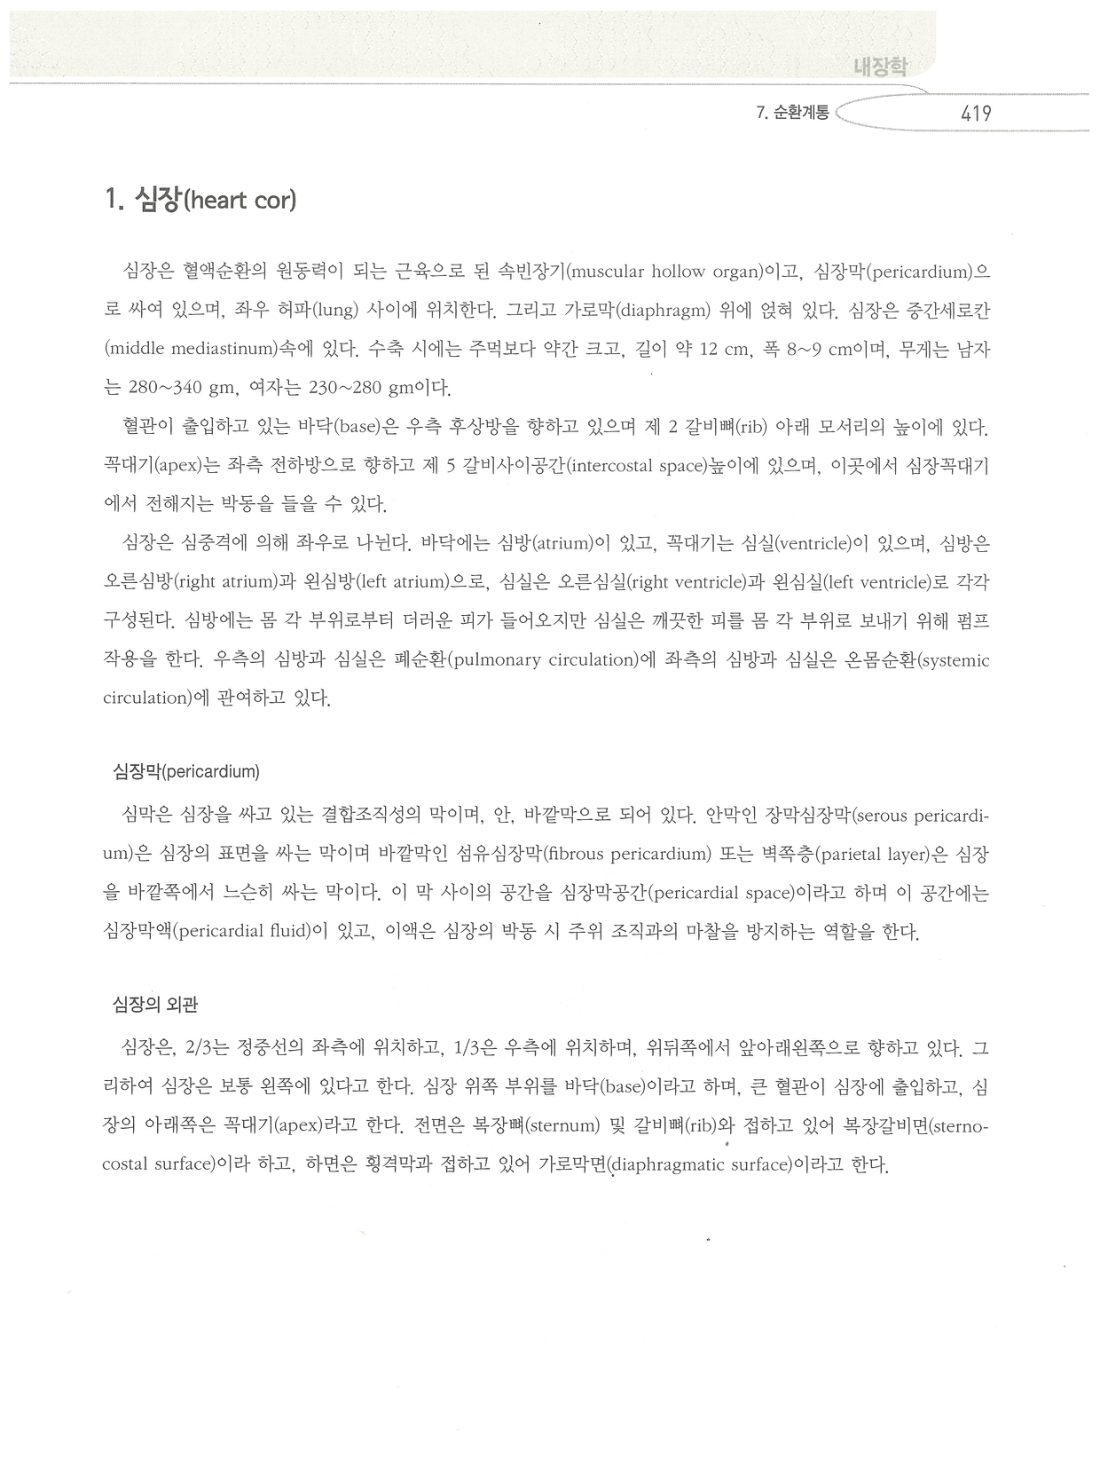 내장학
7. 순환계통
419
1. 심장(heart cor)
심장은 혈액순환의 원동력이 되는 근육으로 된 속빈장기(muscular hollow organ)이고, 심장막(pericardium)으
로 싸여 있으며, 좌우 허파(lung) 사이에 위치한다. 그리고 가로막(diaphragm) 위에 얹혀 있다. 심장은 중간세로칸
(middle mediastinum)속에 있다. 수축 시에는 주먹보다 약간 크고, 길이 약 12 cm, 폭 8~9 cm이며, 무게는 남자
는 280~340 gm, 여자는 230~280 gm이다.
혈관이 출입하고 있는 바닥(base)은 우측 후상방을 향하고 있으며 제 2 갈비뼈(rib) 아래 모서리의 높이에 있다.
꼭대기(apex)는 좌측 전하방으로 향하고 제 5 갈비사이공간(intercostal space)높이에 있으며, 이곳에서 심장꼭대기
에서 전해지는 박동을 들을 수 있다.
심장은 심중격에 의해 좌우로 나뉜다. 바닥에는 심방(atrium)이 있고, 꼭대기는 심실(ventricle)이 있으며, 심방은
오른심방(right atrium)과 왼심방(left atrium)으로, 심실은 오른심실(right ventricle)과 왼심실(left ventricle)로 각각
구성된다. 심방에는 몸 각 부위로부터 더러운 피가 들어오지만 심실은 깨끗한 피를 몸 각 부위로 보내기 위해 펌프
작용을 한다. 우측의 심방과 심실은 폐순환(pulmonary circulation)에 좌측의 심방과 심실은 온몸순환(systemic
circulation)에 관여하고 있다.
심장막(pericardium)
심막은 심장을 싸고 있는 결합조직성의 막이며, 안, 바깥막으로 되어 있다. 안막인 장막심장막(serous pericardi-
um)은 심장의 표면을 싸는 막이며 바깥막인 섬유심장막(fibrous pericardium) 또는 벽쪽층(parietal layer)은 심장
을 바깥쪽에서 느슨히 싸는 막이다. 이 막 사이의 공간을 심장막공간(pericardial space)이라고 하며 이 공간에는
심장막액(pericardial fluid)이 있고, 이액은 심장의 박동 시 주위 조직과의 마찰을 방지하는 역할을 한다.
심장의 외관
심장은, 2/3는 정중선의 좌측에 위치하고, 1/3은 우측에 위치하며, 위뒤쪽에서 앞아래왼쪽으로 향하고 있다. 그
리하여 심장은 보통 왼쪽에 있다고 한다. 심장 위쪽 부위를 바닥(base)이라고 하며, 큰 혈관이 심장에 출입하고, 심
장의 아래쪽은 꼭대기(apex)라고 한다. 전면은 복장뼈(sternum) 및 갈비뼈(rib)와 접하고 있어 복장갈비면(sterno-
costal surface)이라 하고, 하면은 횡격막과 접하고 있어 가로막면(diaphragmatic surface)이라고 한다.